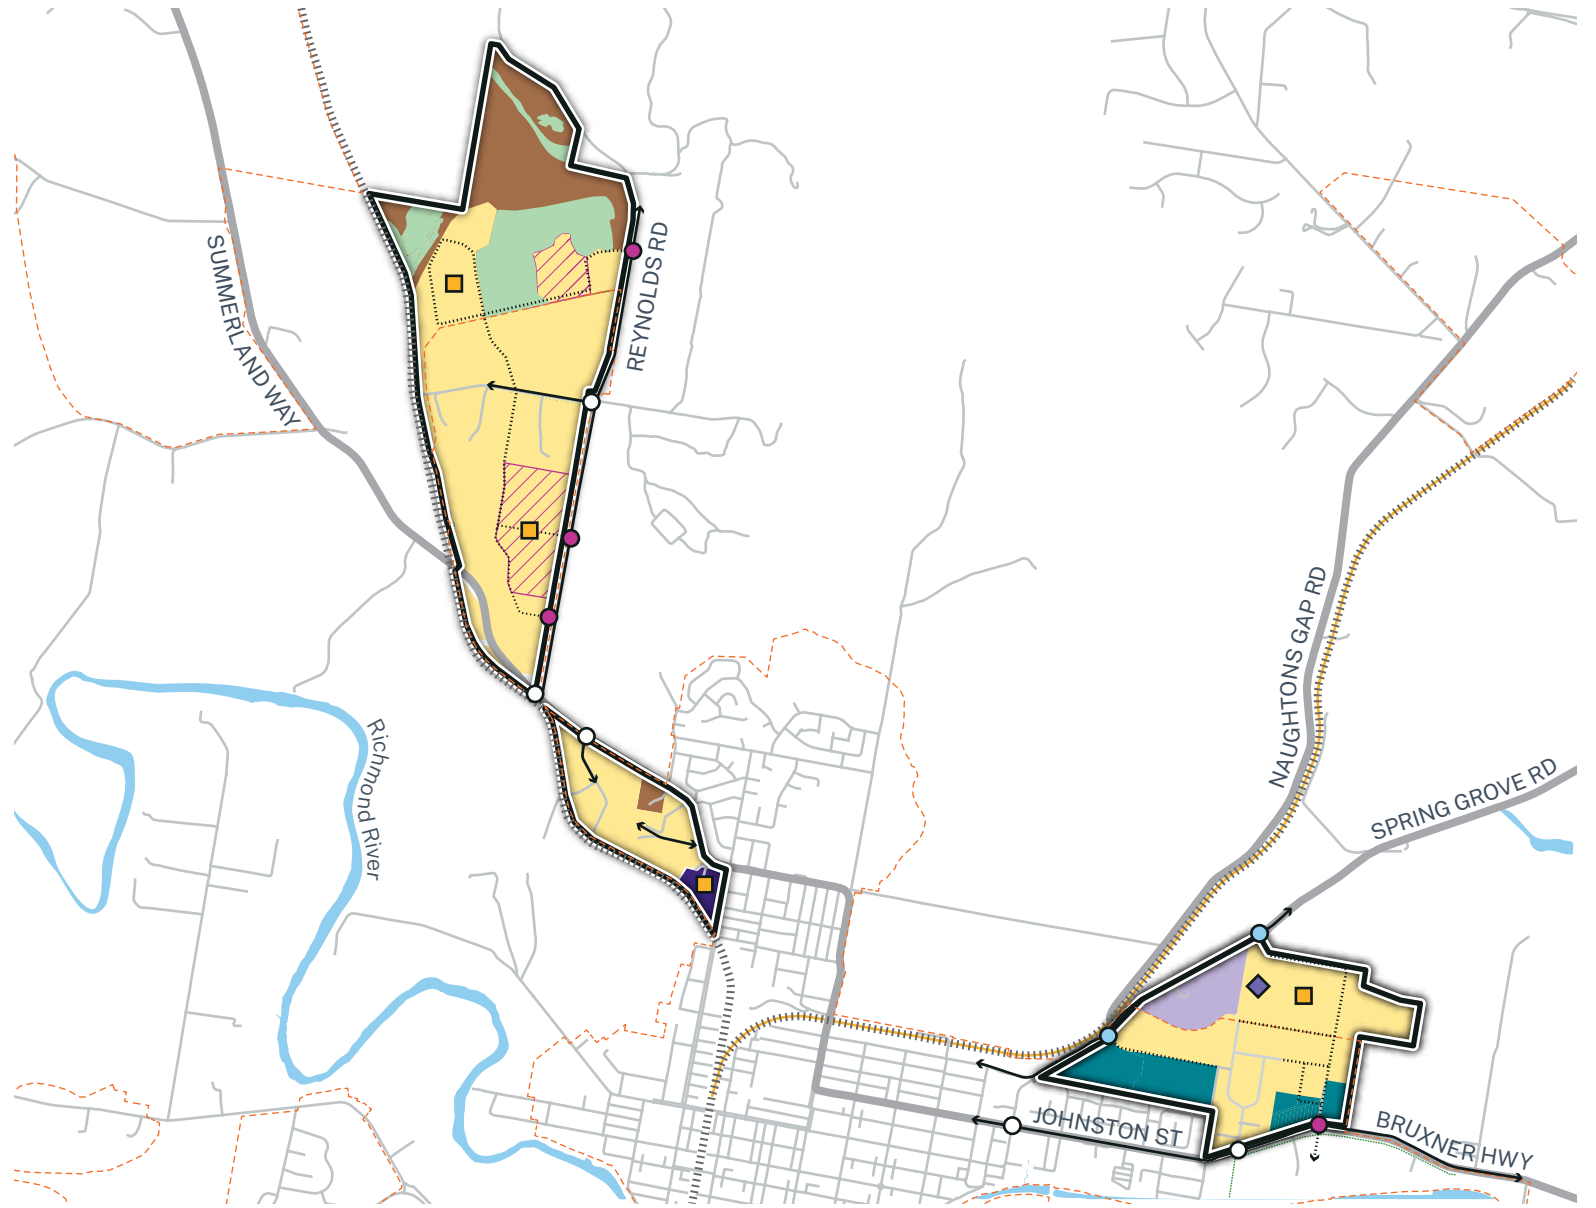 SUMMERLAND WAY
REYNOLDS RD
Richmond River
NAUGHTONS GAP RD
SPRING GROVE RD
JOHNSTON ST
BRUXNER HWY